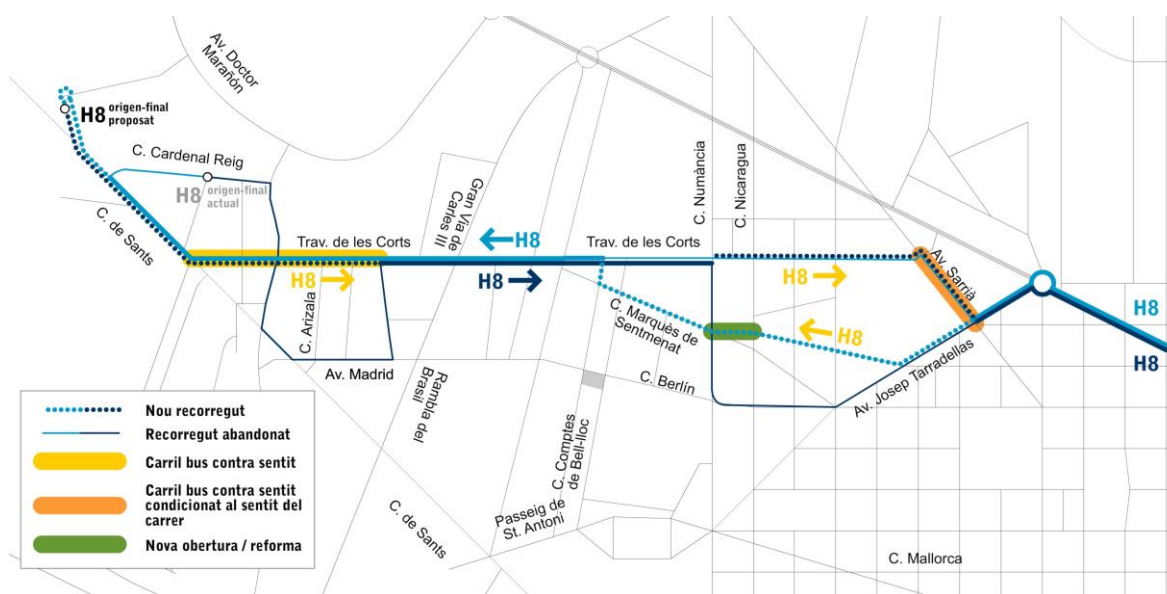 Av. Doctor
Marañón
H8 origen-final
proposat
C. Cardenal Reig
H8 origen-final
actual
C. de Sants
Trav. de les Corts
H8
C. Arizala
Av. Madrid
Gran Via de
Carles III
H8
H8
Rambla del
Brasil
Trav. de les Corts
C. Numància
C. Nicaragua
H8
Av. Sarrià
C. Marquès de
Sentmenat
H8
C. Berlín
Av. Josep Tarradellas
H8
H8
C. Comptes
de Bell-lloc
Passeig de
St. Antoni
C. de Sants
C. Mallorca
Nou recorregut
Recorregut abandonat
Carril bus contra sentit
Carril bus contra sentit
condicionat al sentit del
carrer
Nova obertura / reforma